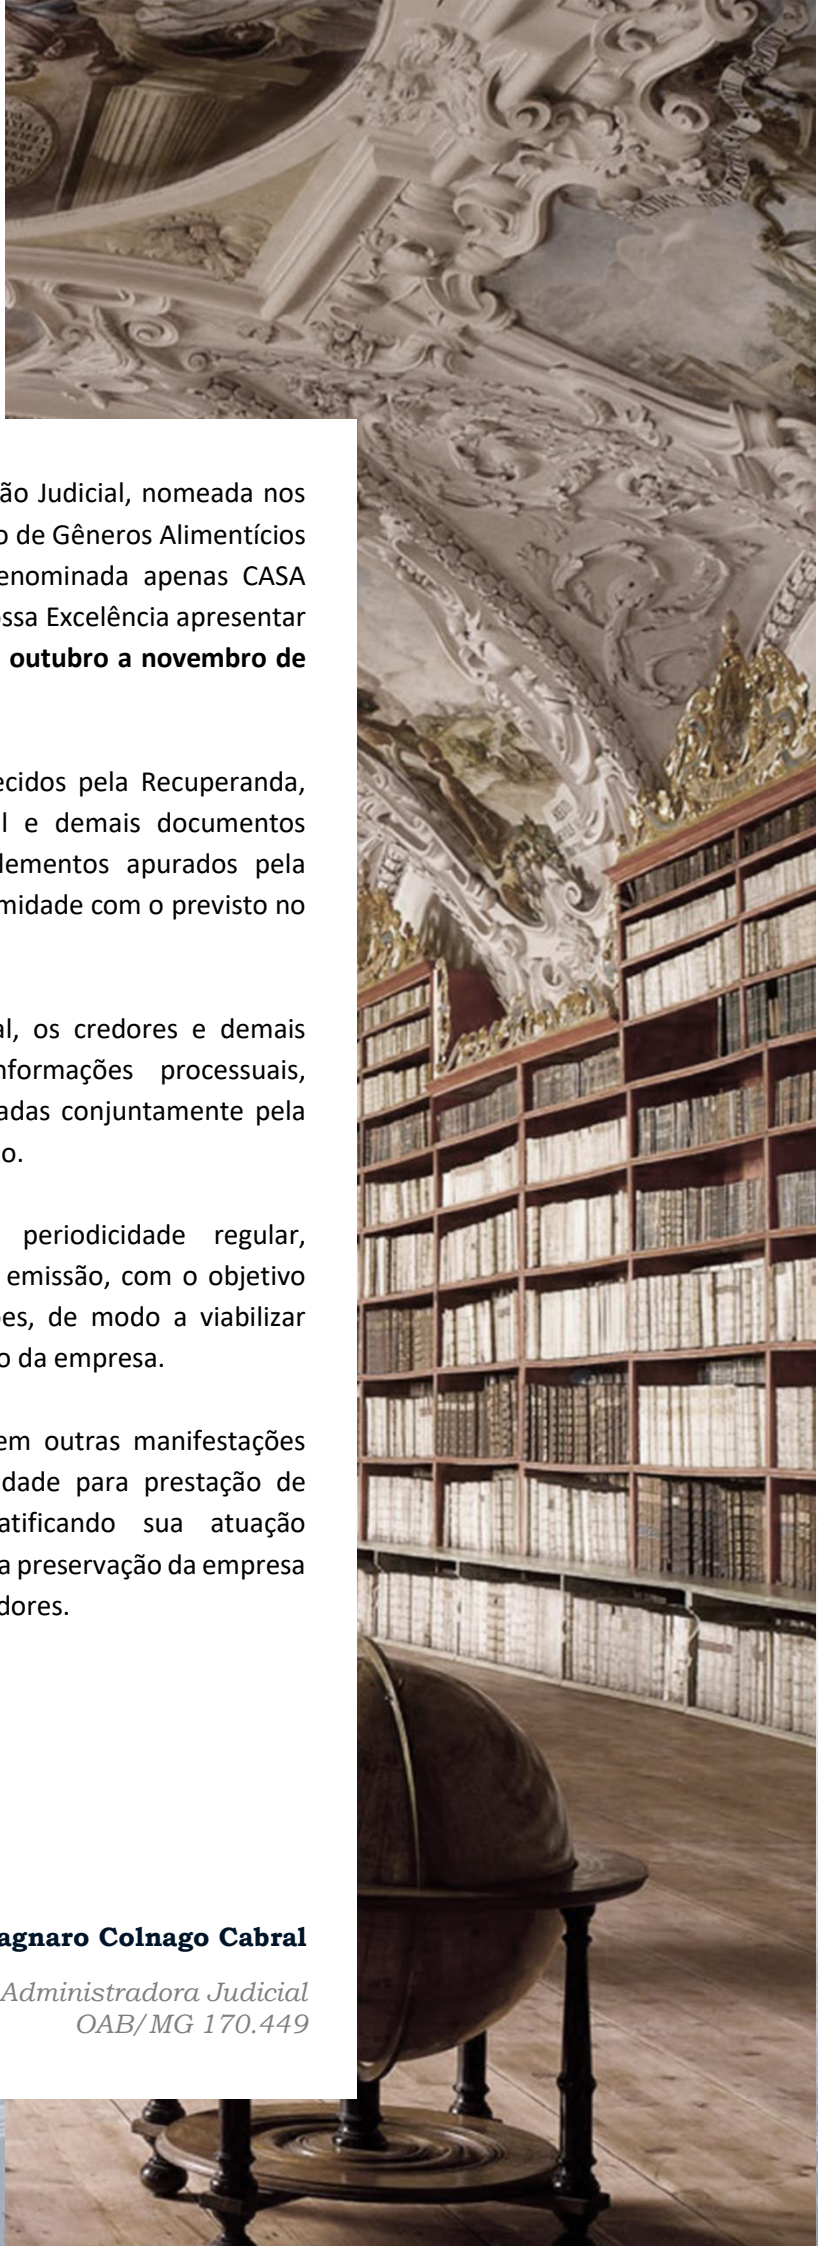 ão Judicial, nomeada nos
o de Gêneros Alimentícios
enominada apenas CASA
ossa Excelência apresentar
outubro a novembro de
ecidos pela Recuperanda,
l e demais documentos
lementos apurados pela
midade com o previsto no
al, os credores e demais
nformações processuais,
adas conjuntamente pela
o.
periodicidade regular,
emissão, com o objetivo
es, de modo a viabilizar
o da empresa.
em outras manifestações
dade para prestação de
atificando sua atuação
a preservação da empresa
dores.
agnaro Colnago Cabral
Administradora Judicial
OAB/MG 170.449